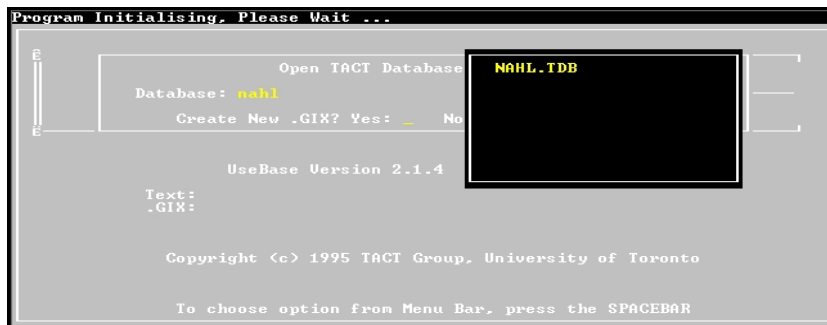 Program Initialising, Please Wait ...
Open TACT Database
NAHL.TDB
Database: nahl
Create New .GIX? Yes: _ No
UseBase Version 2.1.4
Text:
.GIX:
Copyright (c) 1995 TACT Group, University of Toronto
To choose option from Menu Bar, press the SPACEBAR